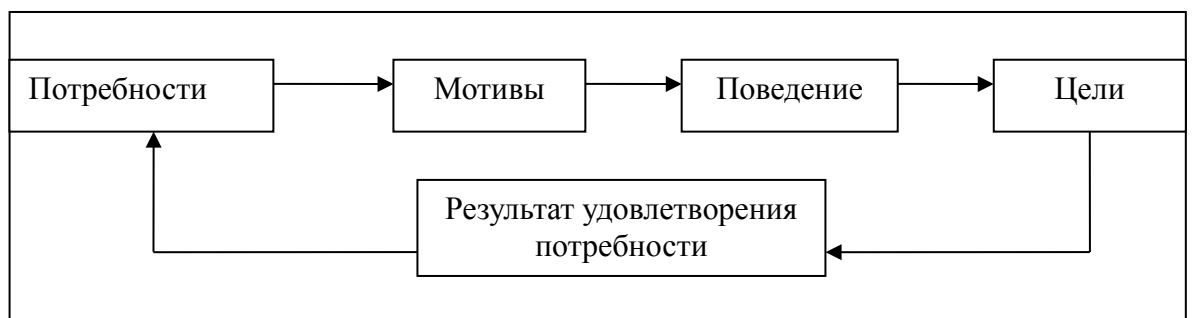 Потребности
Мотивы
Поведение
Цели
Результат удовлетворения
потребности